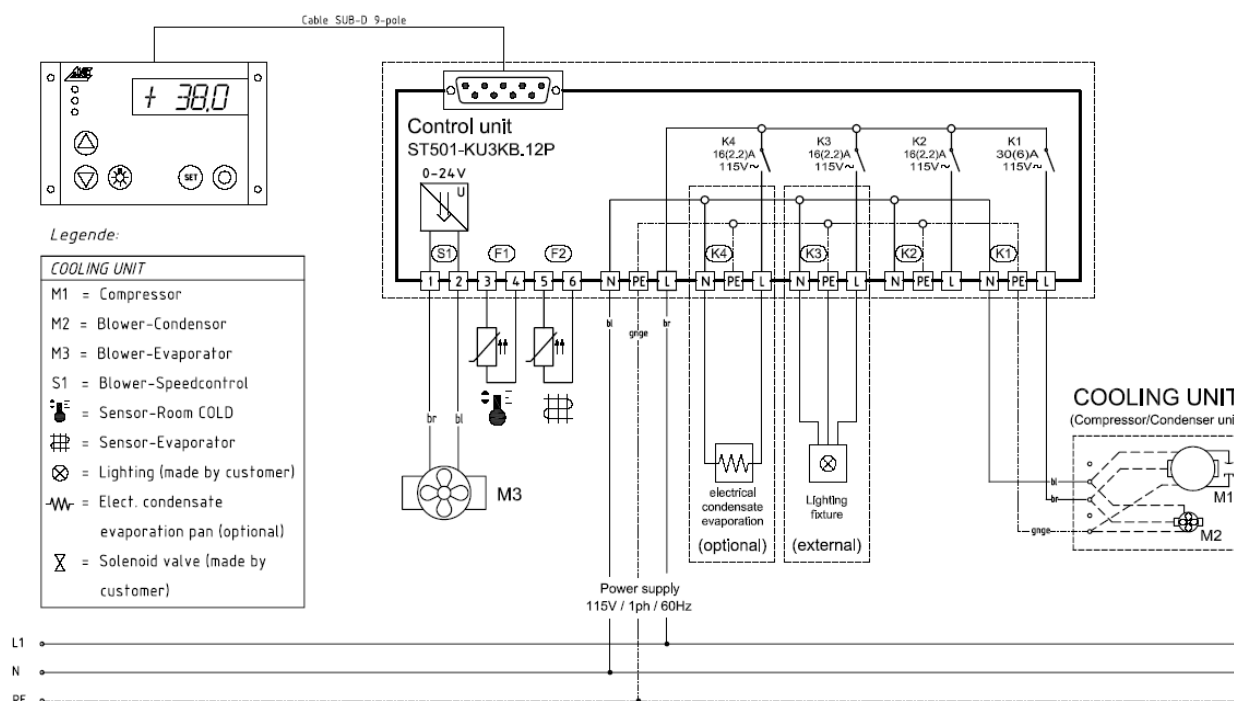 Cable SUB-D 9-pole
+ 38.0
SET
Control unit
ST501-KU3KB.12P
0-24V
U
K4
16(2.2)A
115V~
K3
16(2.2)A
115V~
K2
16(2.2)A
115V~
K1
30(6)A
115V~
S1 F1 F2 K4 K3 K2 K1
1 2 3 4 5 6 N PE L N PE L N PE L N PE L N PE L
bl gnge br
br bl
M3
Legende:
COOLING UNIT
M1 = Compressor
M2 = Blower-Condensor
M3 = Blower-Evaporator
S1 = Blower-Speedcontrol
= Sensor-Room COLD
= Sensor-Evaporator
= Lighting (made by customer)
= Elect. condensate
evaporation pan (optional)
= Solenoid valve (made by
customer)
electrical
condensate
evaporation
(optional)
Lighting
fixture
(external)
COOLING UNIT
(Compressor/Condenser uni
bl
br
gnge
M1
M2
Power supply
115V / 1ph / 60Hz
L1
N
PE